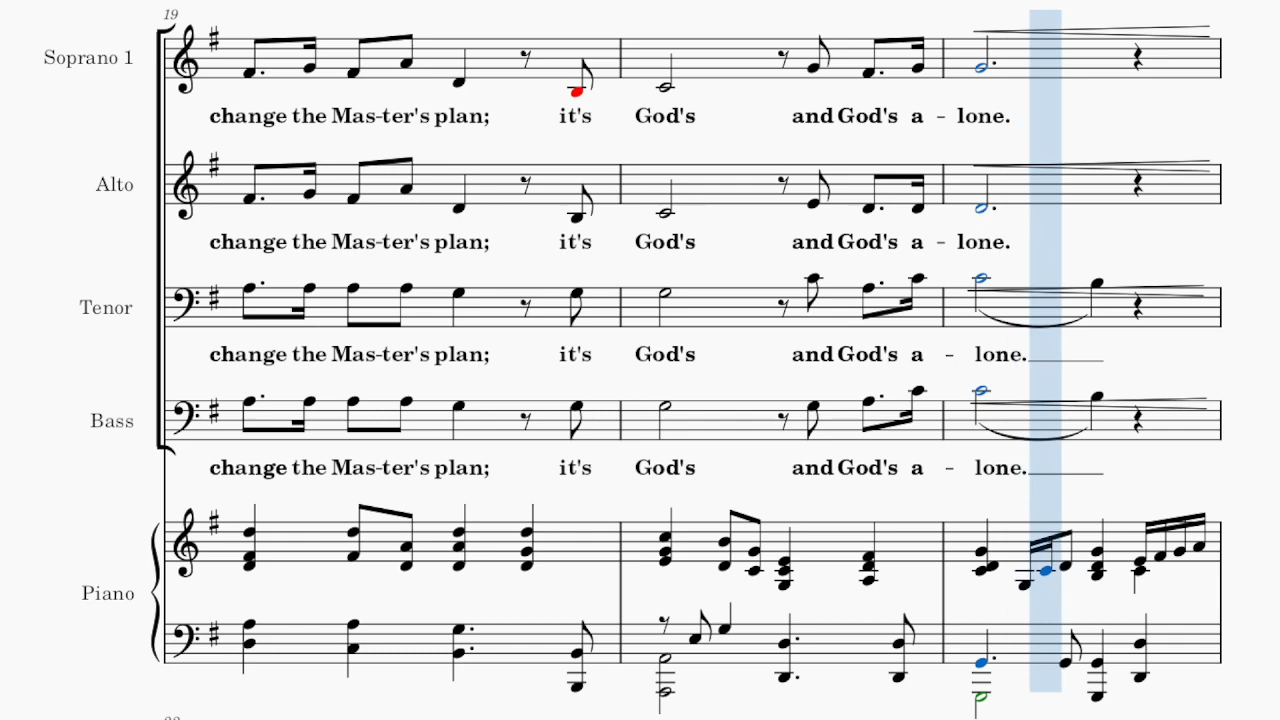 19
Soprano 1
change the Mas-ter's plan; it's God's and God's a - lone.
Alto
change the Mas-ter's plan; it's God's and God's a - lone.
Tenor
change the Mas-ter's plan; it's God's and God's a - lone.
Bass
change the Mas-ter's plan; it's God's and God's a - lone.
Piano